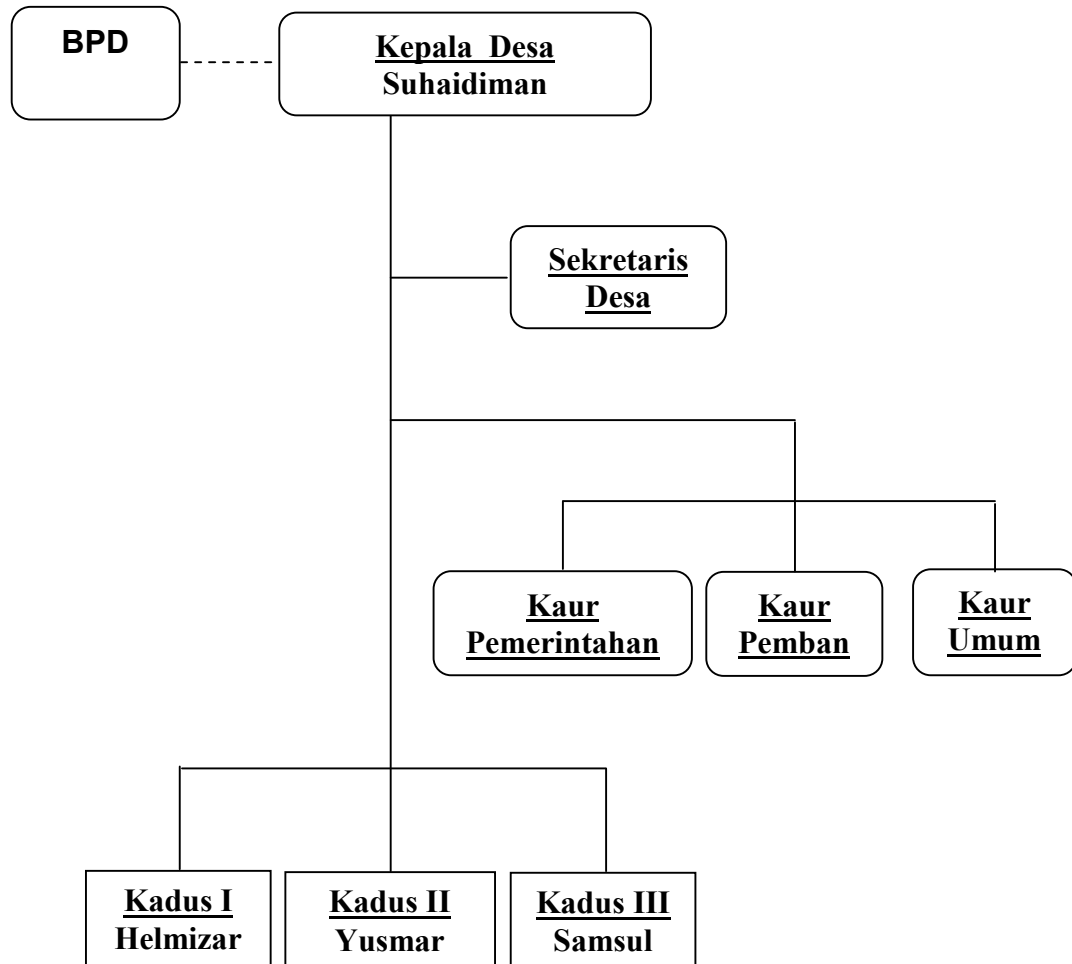 BPD
Kepala Desa
Suhaidiman
Sekretaris
Desa
Kaur
Pemerintahan
Kaur
Pemban
Kaur
Umum
Kadus I
Helmizar
Kadus II
Yusmar
Kadus III
Samsul